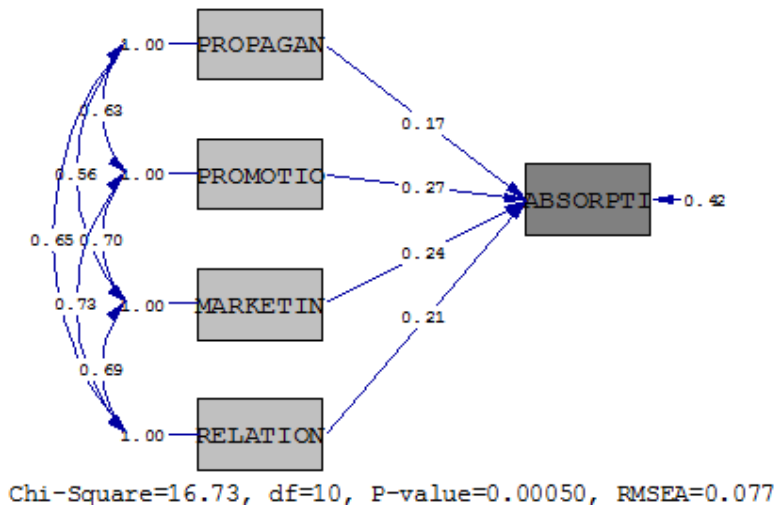 1.00 PROPAGAN
0.63
0.17
0.56
1.00 PROMOTIO
0.27
ABSORPTI 0.42
0.65
0.70
0.24
0.73
1.00 MARKETIN
0.21
0.69
1.00 RELATION
Chi-Square=16.73, df=10, P-value=0.00050, RMSEA=0.077